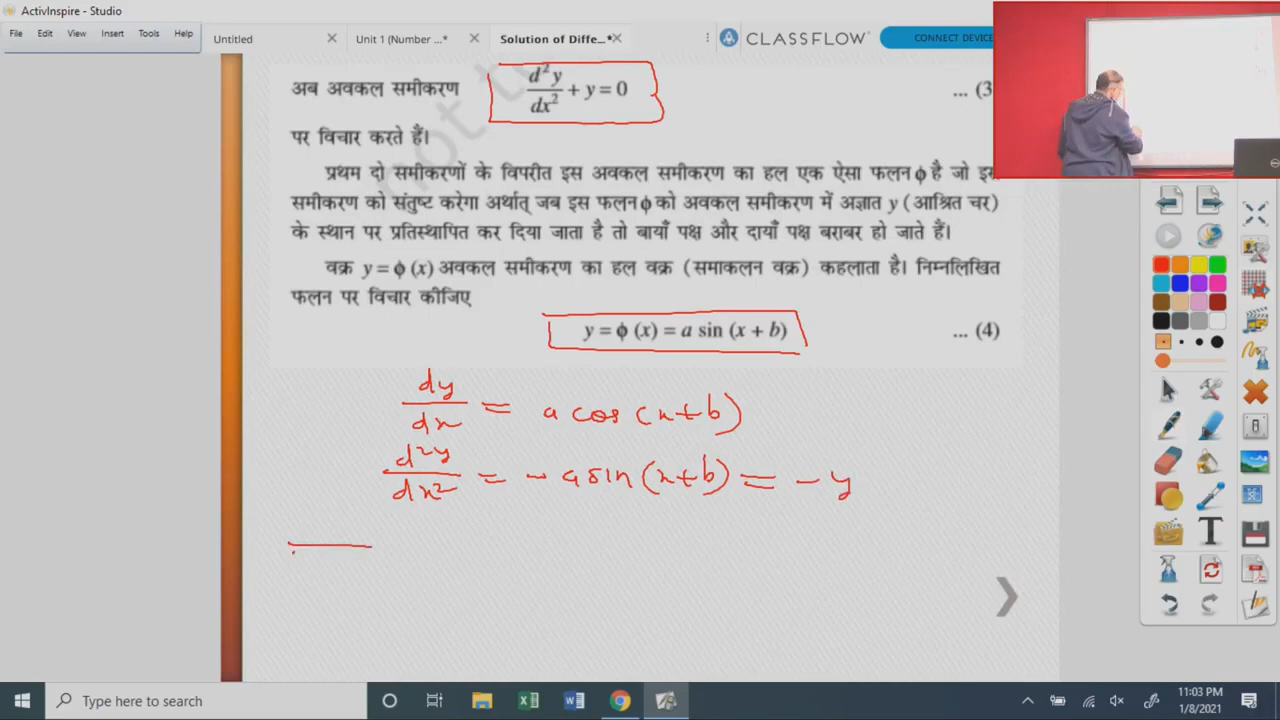 ActivInspire - Studio
File Edit View Insert Tools Help
Untitled
Unit 1 (Number ...*
Solution of Diffe...*
CLASSFLOW
CONNECT DEVICE
not t
अब अवकल समीकरण d²y/dx² + y = 0 ... (3
पर विचार करते हैं।
प्रथम दो समीकरणों के विपरीत इस अवकल समीकरण का हल एक ऐसा फलन ϕ है जो इस
समीकरण को संतुष्ट करेगा अर्थात् जब इस फलन ϕ को अवकल समीकरण में अज्ञात y (आश्रित चर)
के स्थान पर प्रतिस्थापित कर दिया जाता है तो बायाँ पक्ष और दायाँ पक्ष बराबर हो जाते हैं।
वक्र y = ϕ (x) अवकल समीकरण का हल वक्र (समाकलन वक्र) कहलाता है। निम्नलिखित
फलन पर विचार कीजिए
y = ϕ (x) = a sin (x + b) ... (4)
dy/dx = a cos (x+b)
d²y/dx² = - a sin (x+b) = - y
Type here to search
11:03 PM
1/8/2021